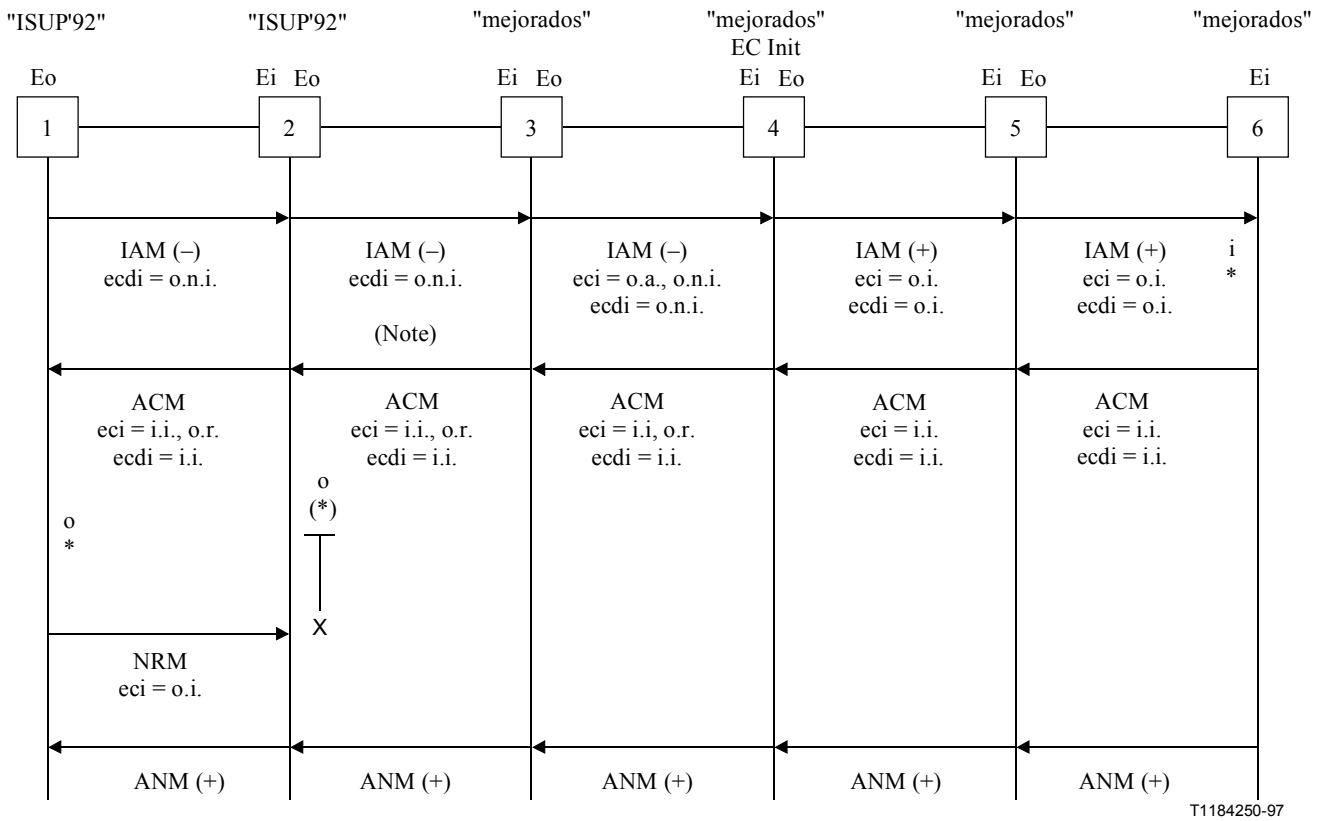 "ISUP'92" "ISUP'92" "mejorados" "mejorados" "mejorados" "mejorados"
EC Init
Eo Ei Eo Ei Eo Ei Eo Ei Eo Ei
1 2 3 4 5 6
IAM (–) IAM (–) IAM (–) IAM (+) IAM (+) i
ecdi = o.n.i. ecdi = o.n.i. eci = o.a., o.n.i. eci = o.i. eci = o.i. *
ecdi = o.n.i. ecdi = o.i. ecdi = o.i.
(Note)
ACM ACM ACM ACM ACM
eci = i.i., o.r. eci = i.i., o.r. eci = i.i, o.r. eci = i.i. eci = i.i.
ecdi = i.i. ecdi = i.i. ecdi = i.i. ecdi = i.i. ecdi = i.i.
o
(*)
o
*
X
NRM
eci = o.i.
ANM (+) ANM (+) ANM (+) ANM (+) ANM (+)
T1184250-97